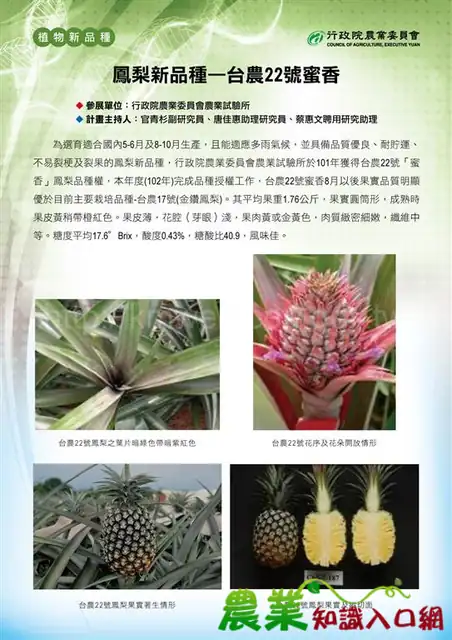 植物新品種
行政院農業委員會
COUNCIL OF AGRICULTURE, EXECUTIVE YUAN
鳳梨新品種—台農22號蜜香
◆ 參展單位：行政院農業委員會農業試驗所
◆ 計畫主持人：官青杉副研究員、唐佳惠助理研究員、蔡惠文聘用研究助理
為選育適合國內5-6月及8-10月生產，且能適應多雨氣候，並具備品質優良、耐貯運、
不易裂梗及裂果的鳳梨新品種，行政院農業委員會農業試驗所於101年獲得台農22號「蜜
香」鳳梨品種權，本年度(102年)完成品種授權工作，台農22號蜜香8月以後果實品質明顯
優於目前主要栽培品種-台農17號(金鑽鳳梨)。其平均果重1.76公斤，果實圓筒形，成熟時
果皮黃稍帶橙紅色。果皮薄，花腔（芽眼）淺，果肉黃或金黃色，肉質緻密細嫩，纖維中
等。糖度平均17.6°Brix，酸度0.43%，糖酸比40.9，風味佳。
台農22號鳳梨之葉片暗綠色帶暗紫紅色
台農22號花序及花朵開放情形
台農22號鳳梨果實著生情形
號鳳梨果實及
切面
農業知識入口網